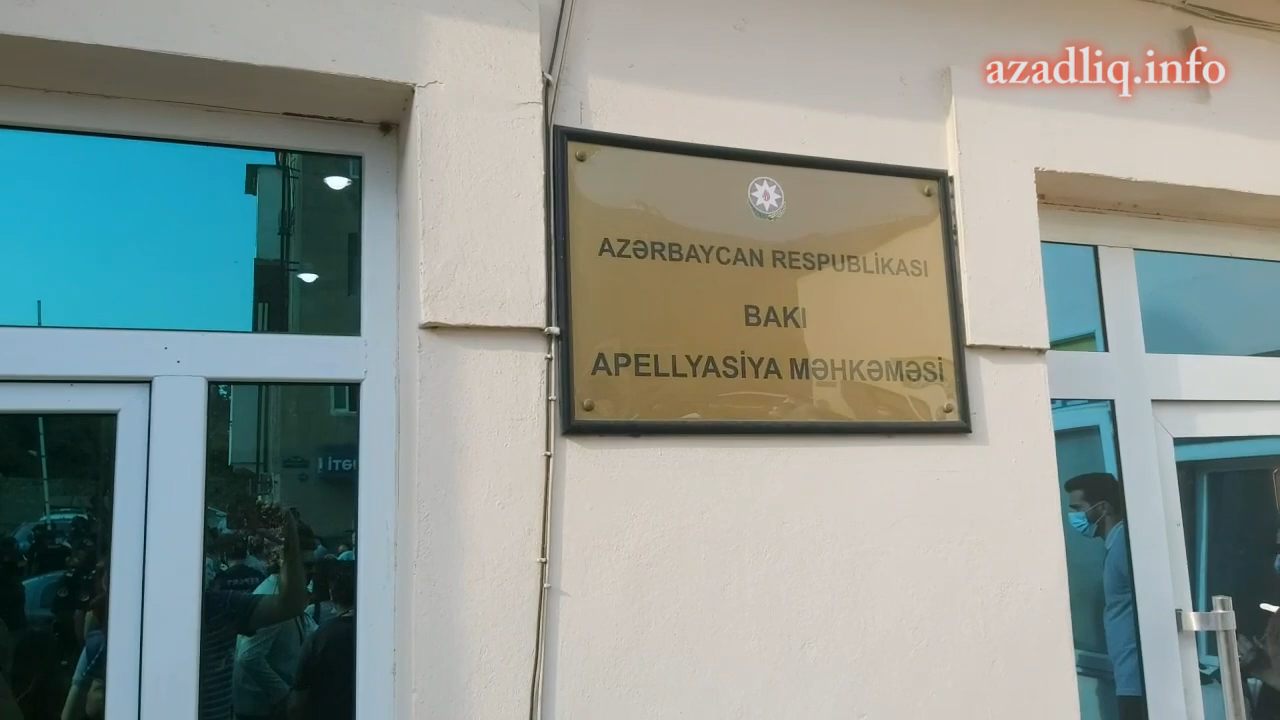 azadliq.info
AZƏRBAYCAN RESPUBLİKASI
BAKI
APELLYASİYA MƏHKƏMƏSİ